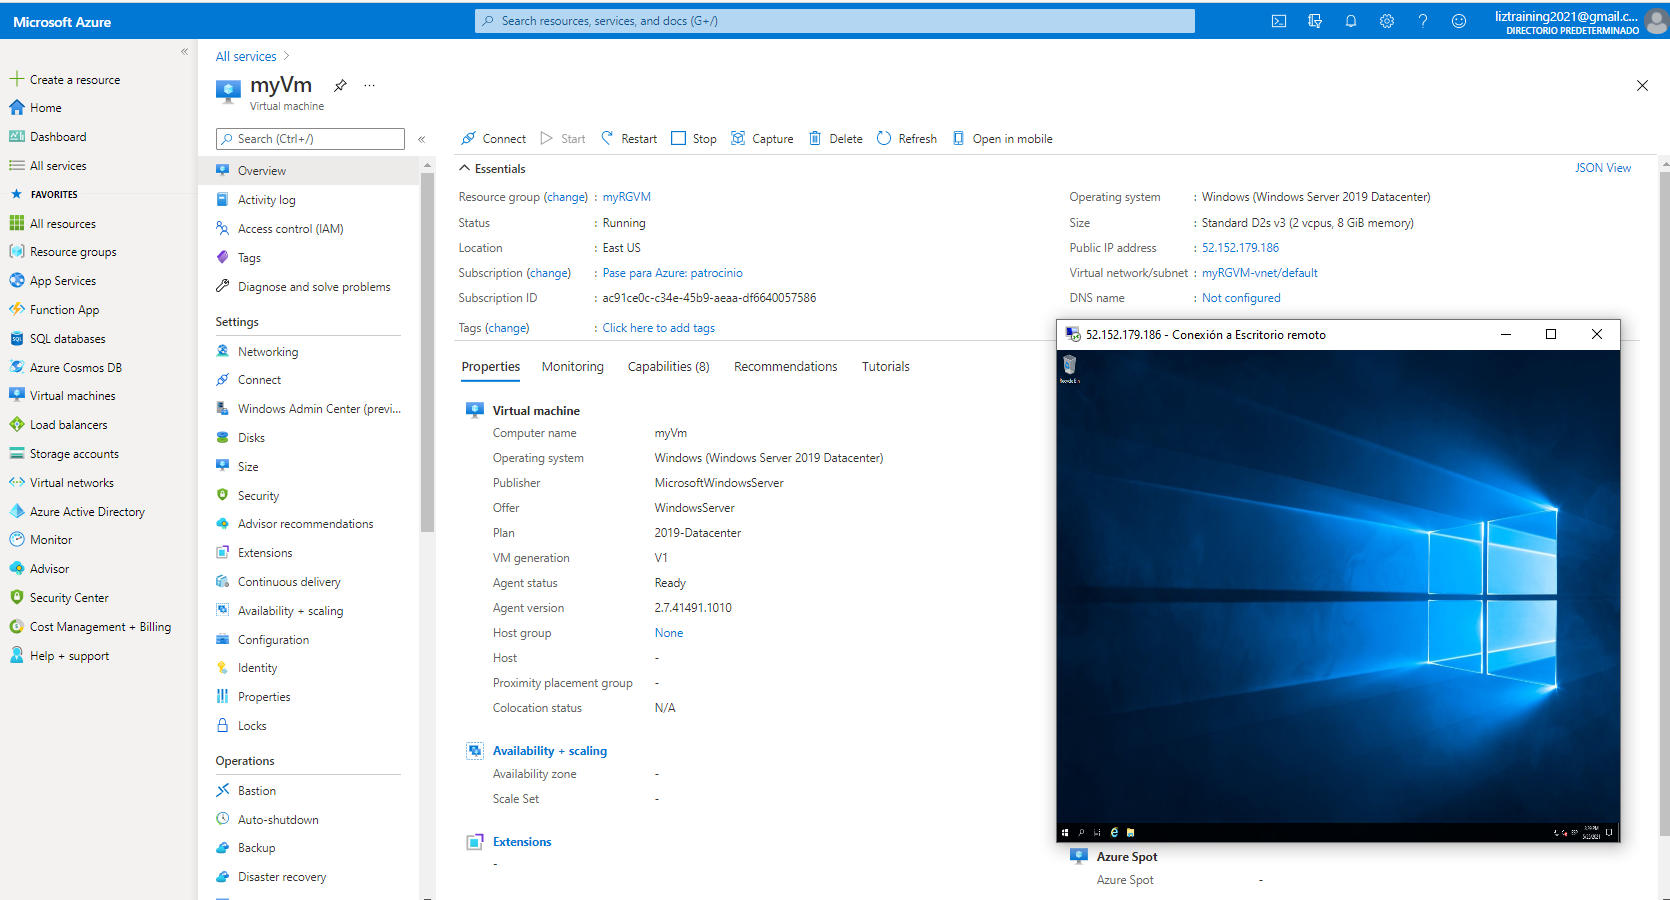 Microsoft Azure
Search resources, services, and docs (G+/)
liztraining2021@gmail.c...
DIRECTORIO PREDETERMINADO
Create a resource
Home
Dashboard
All services
FAVORITES
All resources
Resource groups
App Services
Function App
SQL databases
Azure Cosmos DB
Virtual machines
Load balancers
Storage accounts
Virtual networks
Azure Active Directory
Monitor
Advisor
Security Center
Cost Management + Billing
Help + support
All services
myVm
Virtual machine
Search (Ctrl+/)
Overview
Activity log
Access control (IAM)
Tags
Diagnose and solve problems
Settings
Networking
Connect
Windows Admin Center (previ...
Disks
Size
Security
Advisor recommendations
Extensions
Continuous delivery
Availability + scaling
Configuration
Identity
Properties
Locks
Operations
Bastion
Auto-shutdown
Backup
Disaster recovery
Connect Start Restart Stop Capture Delete Refresh Open in mobile
Essentials
JSON View
Resource group (change) : myRGVM
Status : Running
Location : East US
Subscription (change) : Pase para Azure: patrocinio
Subscription ID : ac91ce0c-c34e-45b9-aeaa-df6640057586
Tags (change) : Click here to add tags
Operating system : Windows (Windows Server 2019 Datacenter)
Size : Standard D2s v3 (2 vcpus, 8 GiB memory)
Public IP address : 52.152.179.186
Virtual network/subnet : myRGVM-vnet/default
DNS name : Not configured
Properties Monitoring Capabilities (8) Recommendations Tutorials
Virtual machine
Computer name myVm
Operating system Windows (Windows Server 2019 Datacenter)
Publisher MicrosoftWindowsServer
Offer WindowsServer
Plan 2019-Datacenter
VM generation V1
Agent status Ready
Agent version 2.7.41491.1010
Host group None
Host -
Proximity placement group -
Colocation status N/A
Availability + scaling
Availability zone -
Scale Set -
Extensions
-
52.152.179.186 - Conexión a Escritorio remoto
Azure Spot
Azure Spot -